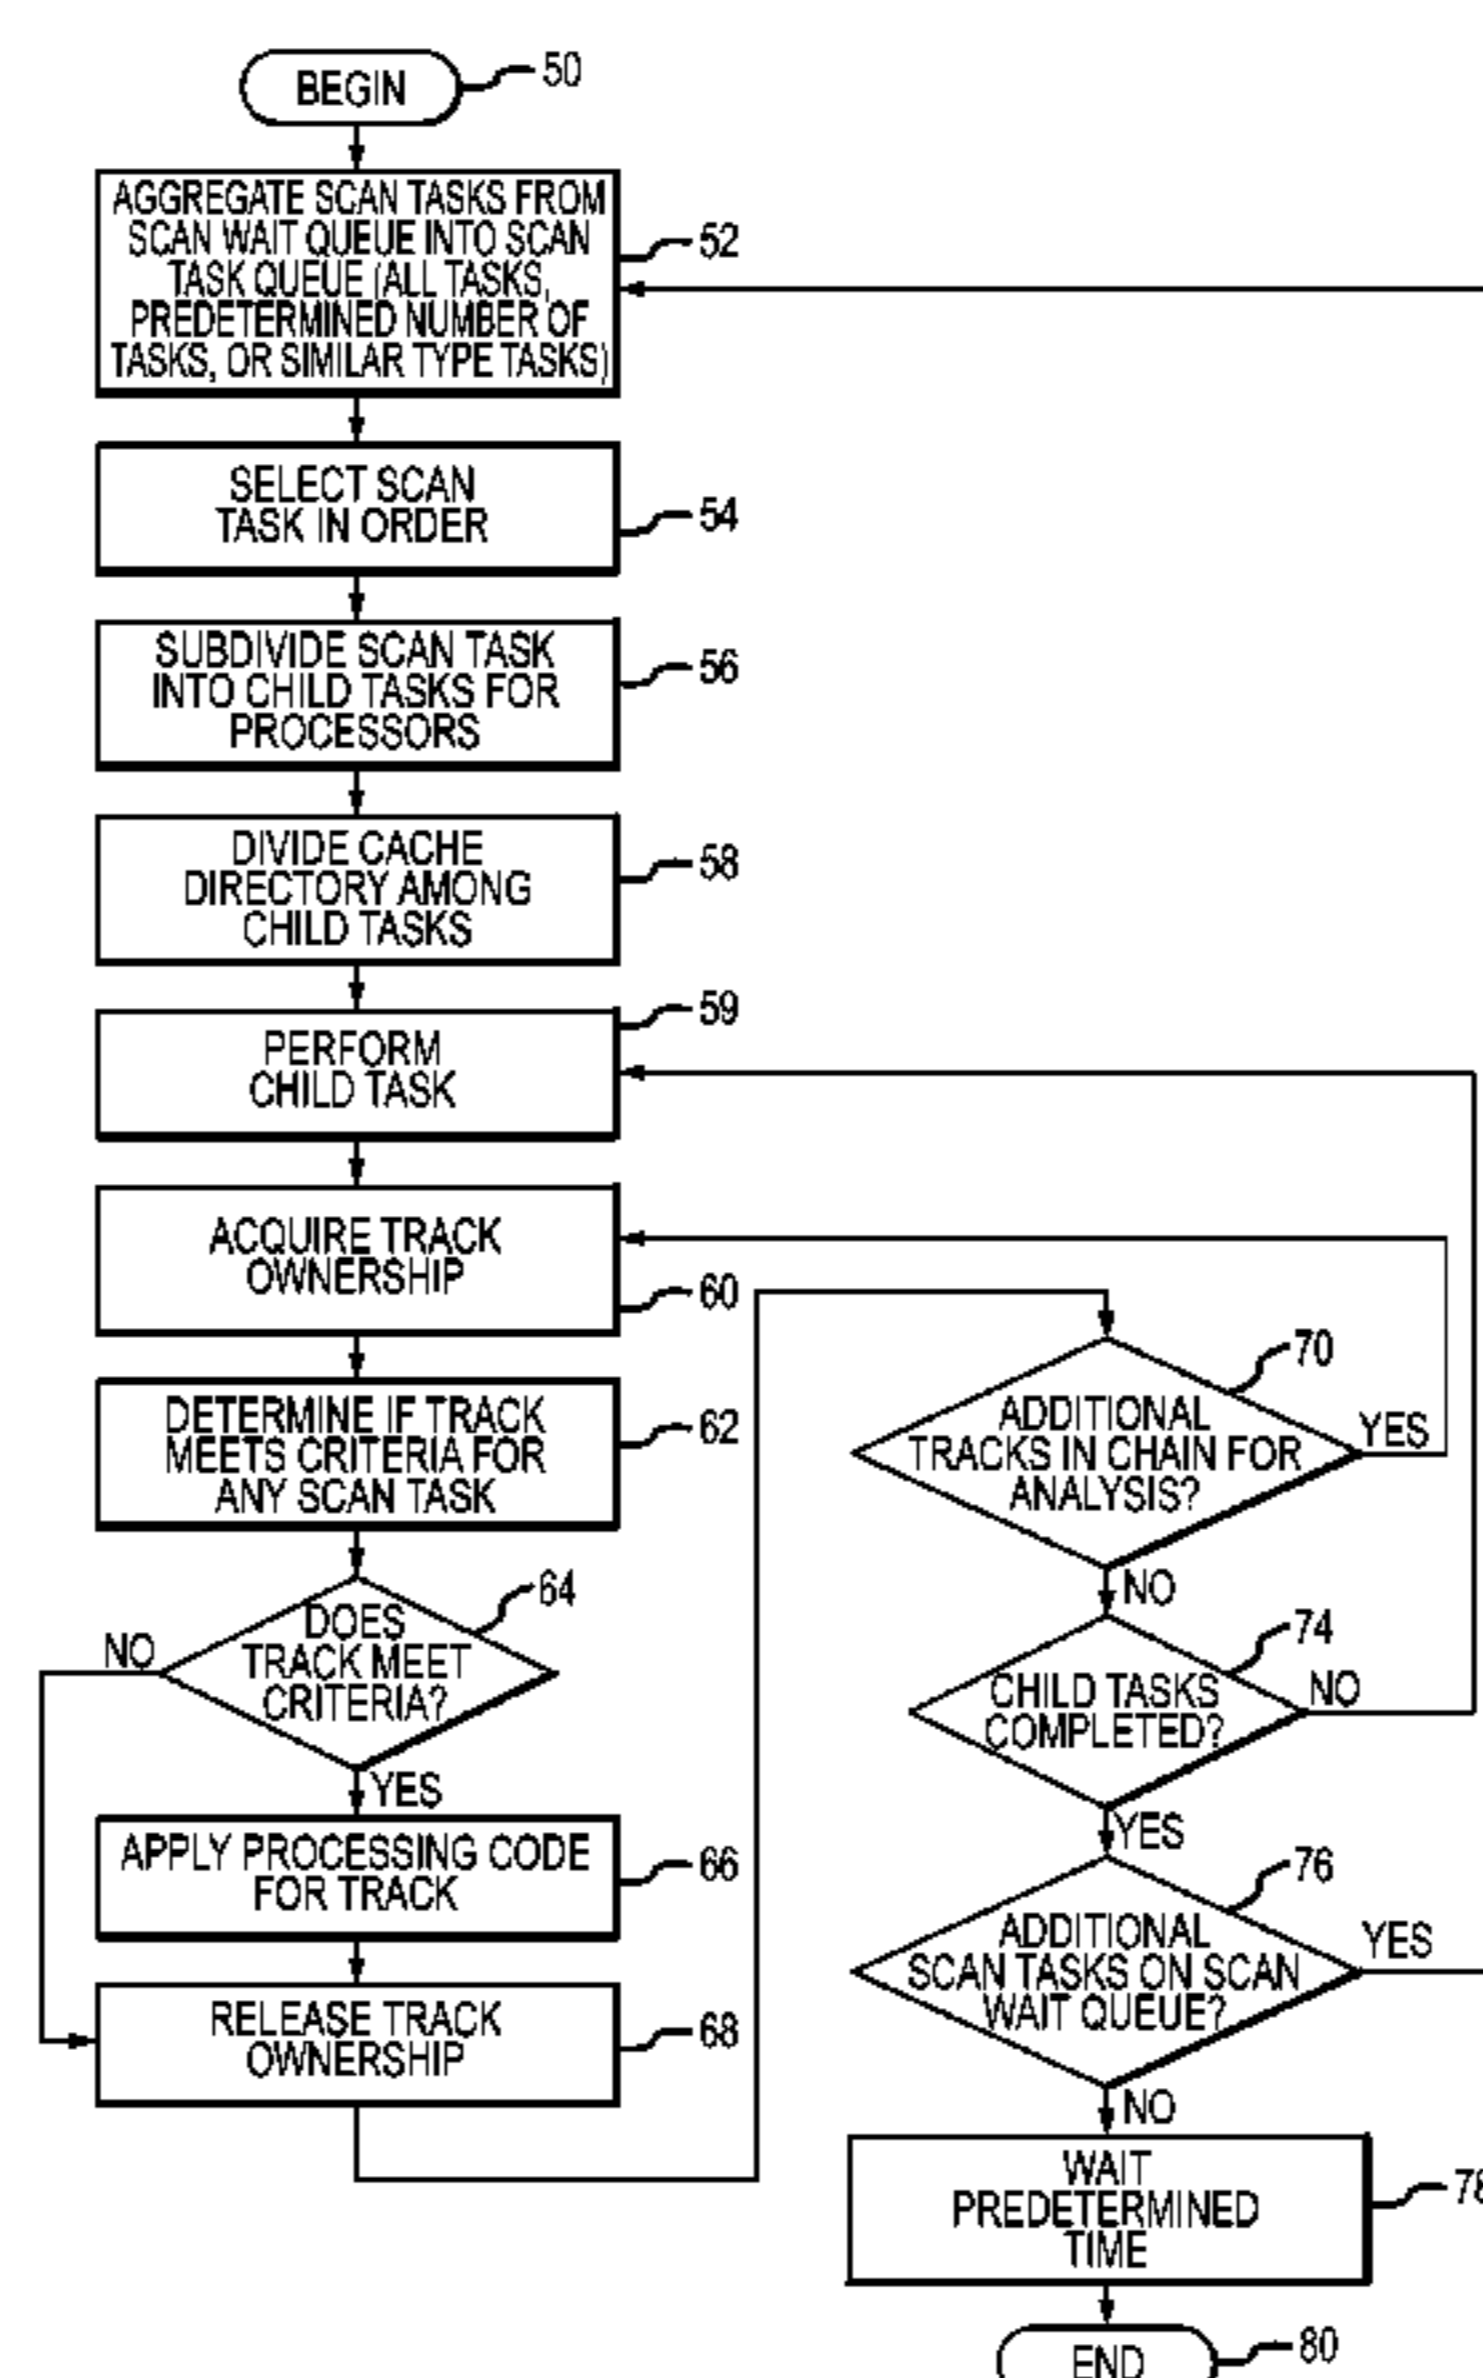 BEGIN
50
AGGREGATE SCAN TASKS FROM
SCAN WAIT QUEUE INTO SCAN
TASK QUEUE (ALL TASKS,
PREDETERMINED NUMBER OF
TASKS, OR SIMILAR TYPE TASKS)
52
SELECT SCAN
TASK IN ORDER
54
SUBDIVIDE SCAN TASK
INTO CHILD TASKS FOR
PROCESSORS
56
DIVIDE CACHE
DIRECTORY AMONG
CHILD TASKS
58
PERFORM
CHILD TASK
59
ACQUIRE TRACK
OWNERSHIP
60
DETERMINE IF TRACK
MEETS CRITERIA FOR
ANY SCAN TASK
62
DOES
TRACK MEET
CRITERIA?
64
NO
YES
APPLY PROCESSING CODE
FOR TRACK
66
RELEASE TRACK
OWNERSHIP
68
ADDITIONAL
TRACKS IN CHAIN FOR
ANALYSIS?
70
YES
NO
CHILD TASKS
COMPLETED?
74
NO
YES
ADDITIONAL
SCAN TASKS ON SCAN
WAIT QUEUE?
76
YES
NO
WAIT
PREDETERMINED
TIME
78
END
80